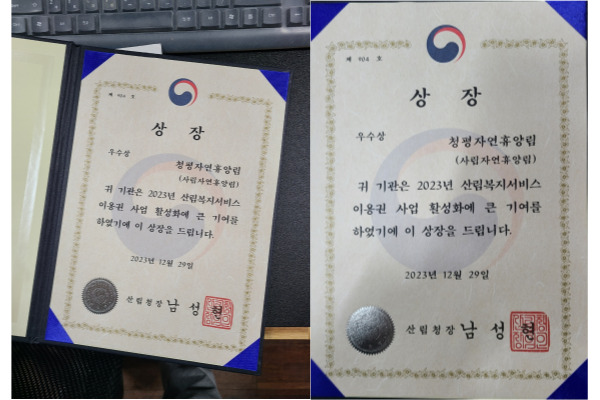 제 604 호
상 장
우수상
청평자연휴양림
(사립자연휴양림)
귀 기관은 2023년 산림복지서비스
이용권 사업 활성화에 큰 기여를
하였기에 이 상장을 드립니다.
2023년 12월 29일
산림청장 남성현
제 604 호
상 장
우수상
청평자연휴양림
(사립자연휴양림)
귀 기관은 2023년 산림복지서비스
이용권 사업 활성화에 큰 기여를
하였기에 이 상장을 드립니다.
2023년 12월 29일
산림청장 남성현